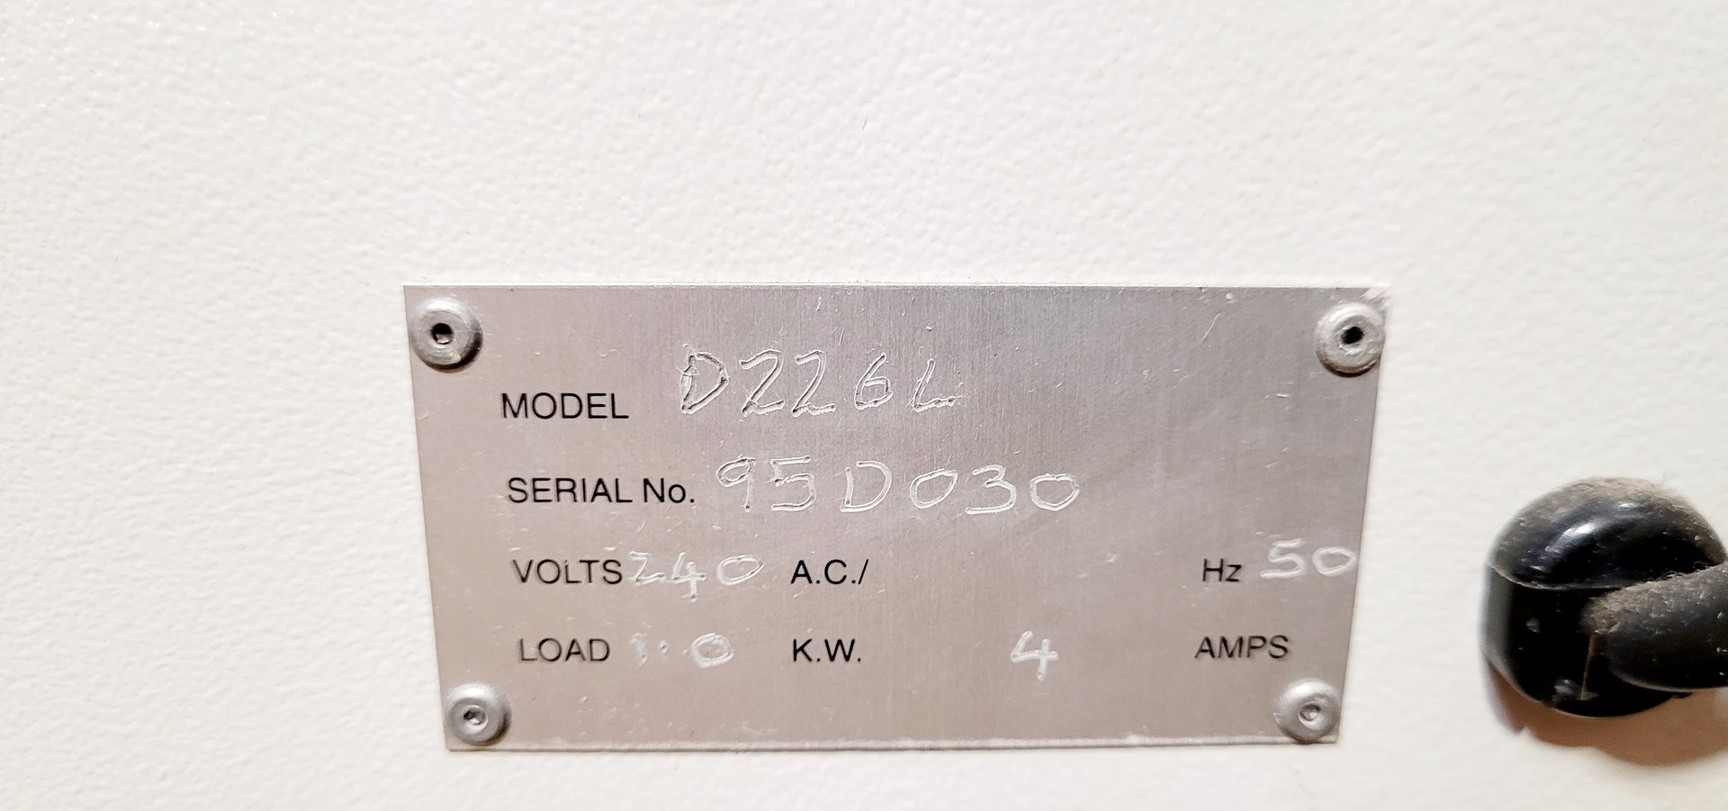 MODEL D226L
SERIAL No. 95D030
VOLTS 240 A.C./ Hz 50
LOAD 1.0 K.W. 4 AMPS